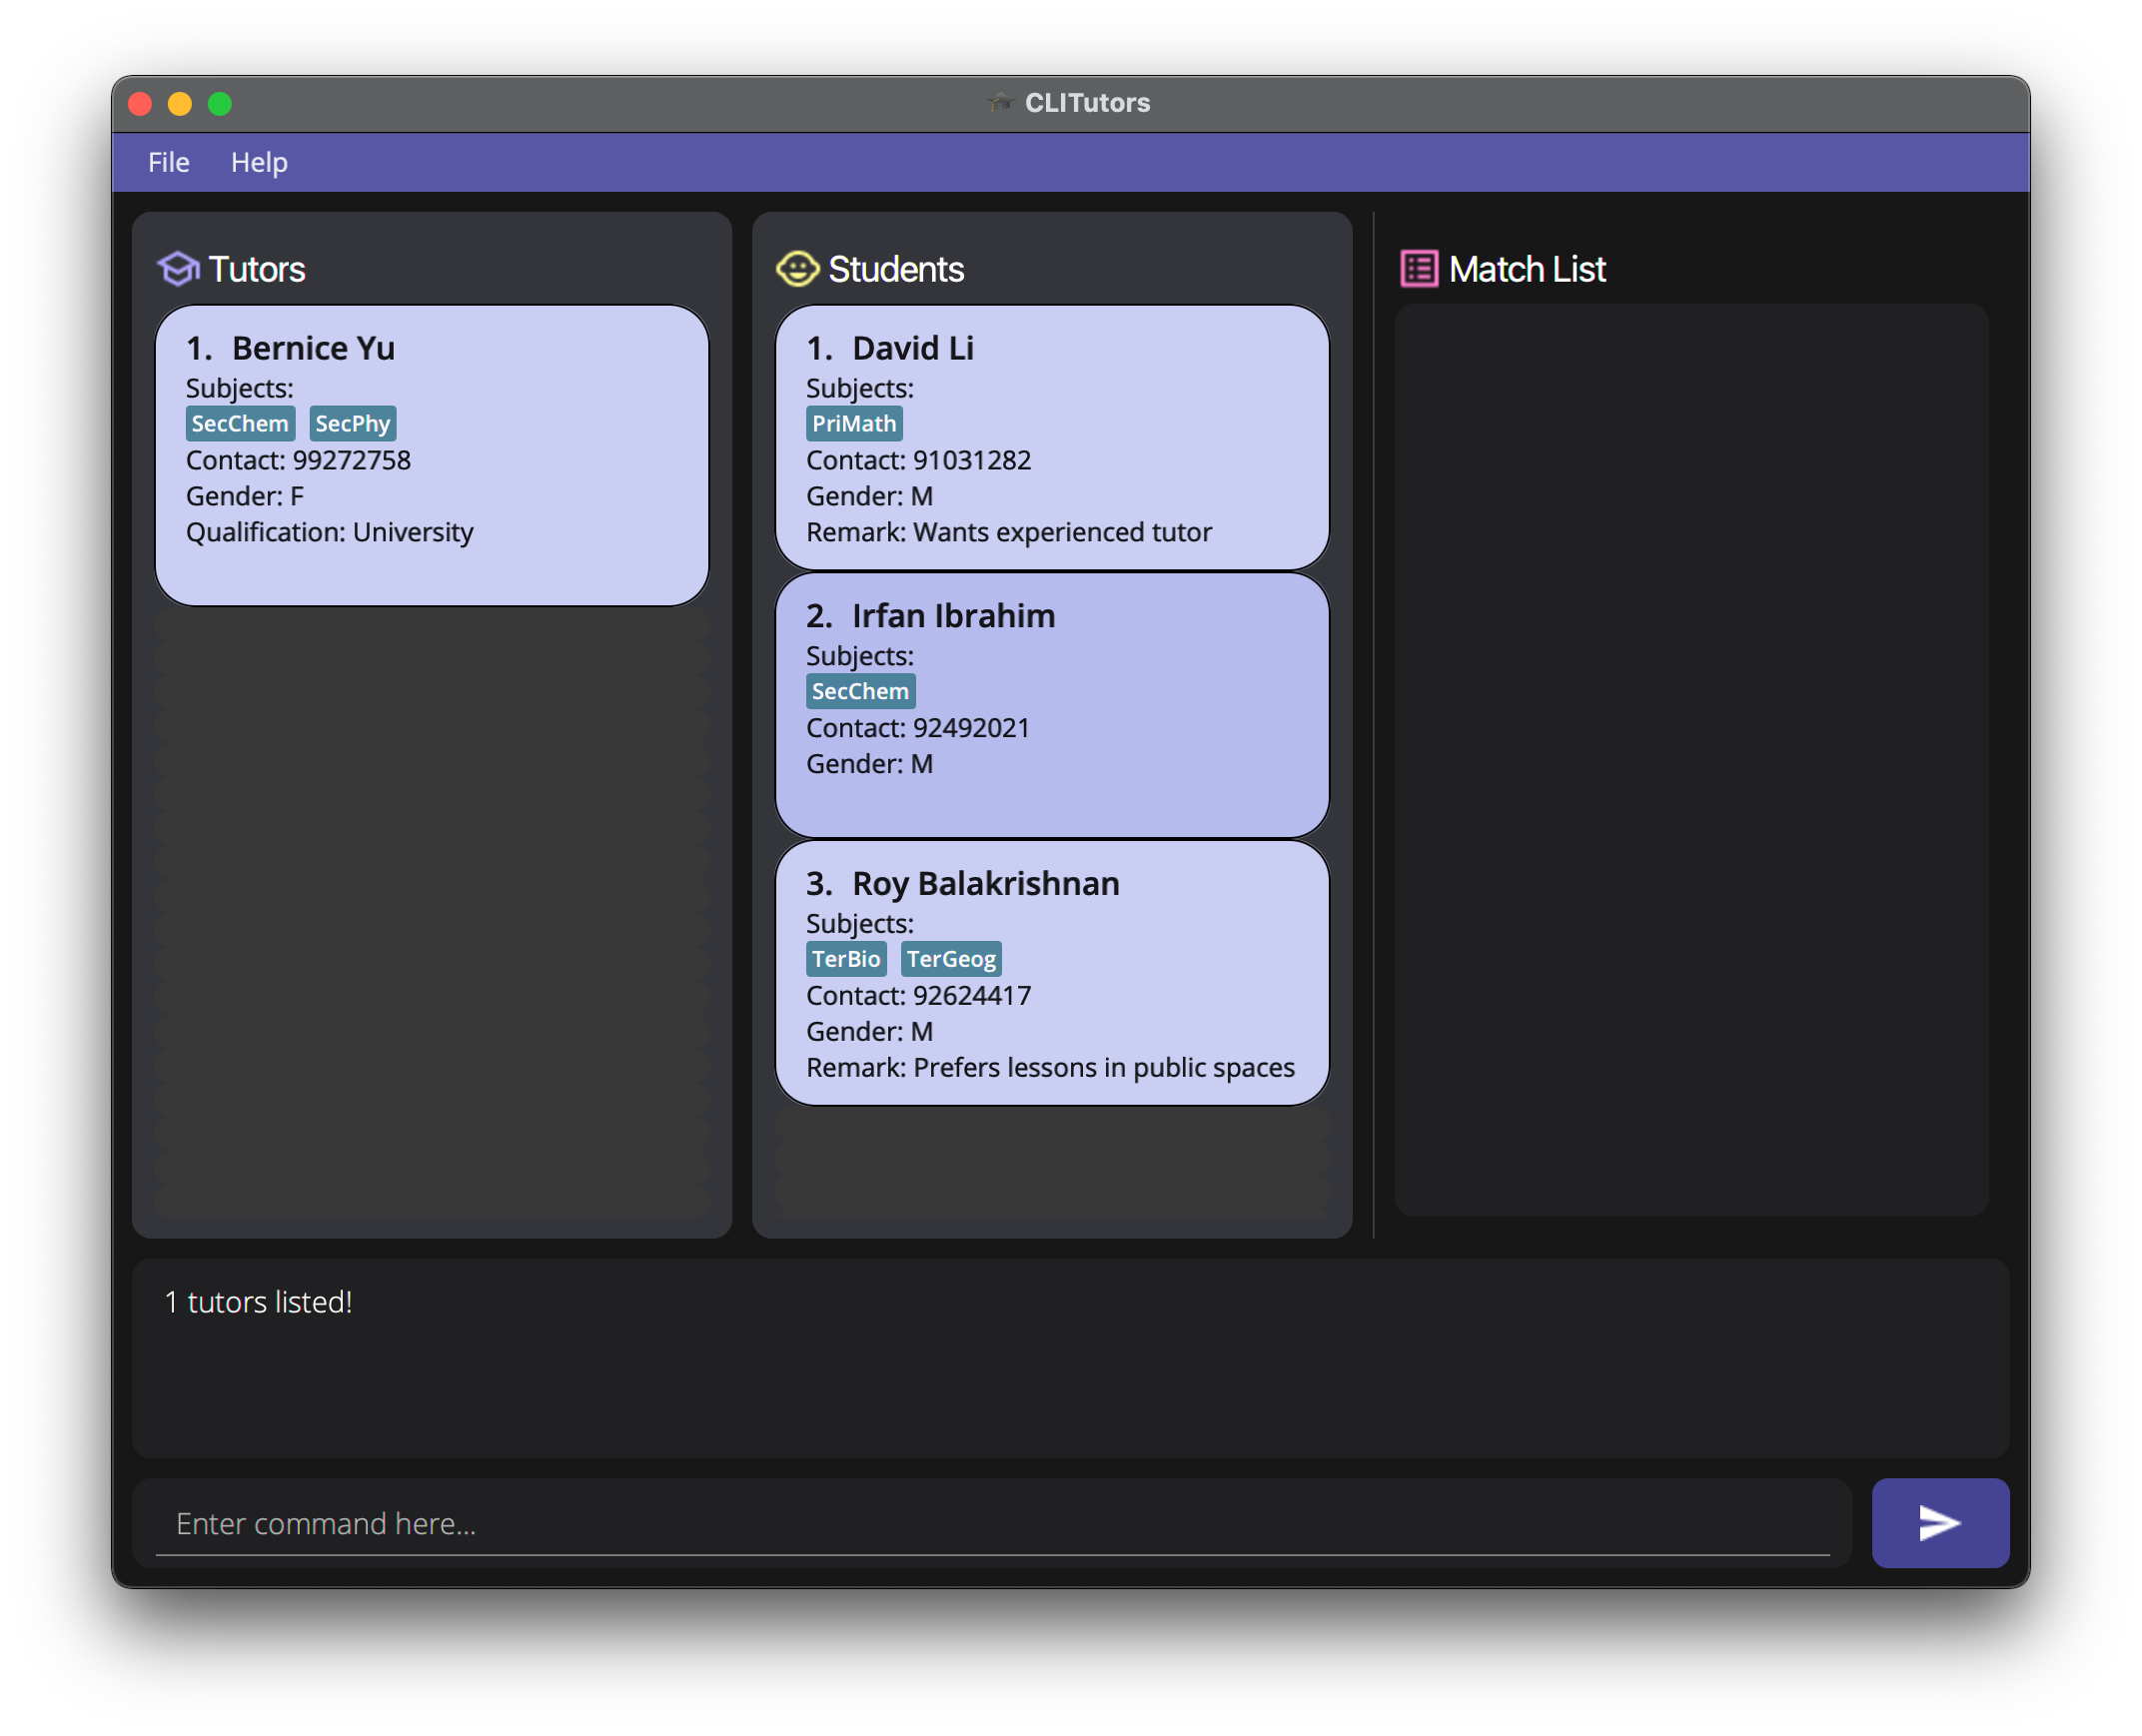 CLITutors
File Help
Tutors
1. Bernice Yu
Subjects:
SecChem SecPhy
Contact: 99272758
Gender: F
Qualification: University
Students
1. David Li
Subjects:
PriMath
Contact: 91031282
Gender: M
Remark: Wants experienced tutor
2. Irfan Ibrahim
Subjects:
SecChem
Contact: 92492021
Gender: M
3. Roy Balakrishnan
Subjects:
TerBio TerGeog
Contact: 92624417
Gender: M
Remark: Prefers lessons in public spaces
Match List
1 tutors listed!
Enter command here...